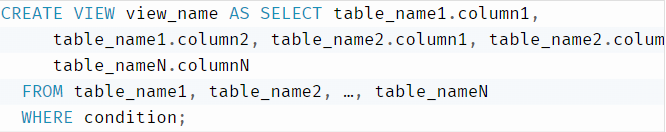 CREATE VIEW view_name AS SELECT table_name1.column1,
table_name1.column2, table_name2.column1, table_name2.colum
table_nameN.columnN
FROM table_name1, table_name2, …, table_nameN
WHERE condition;